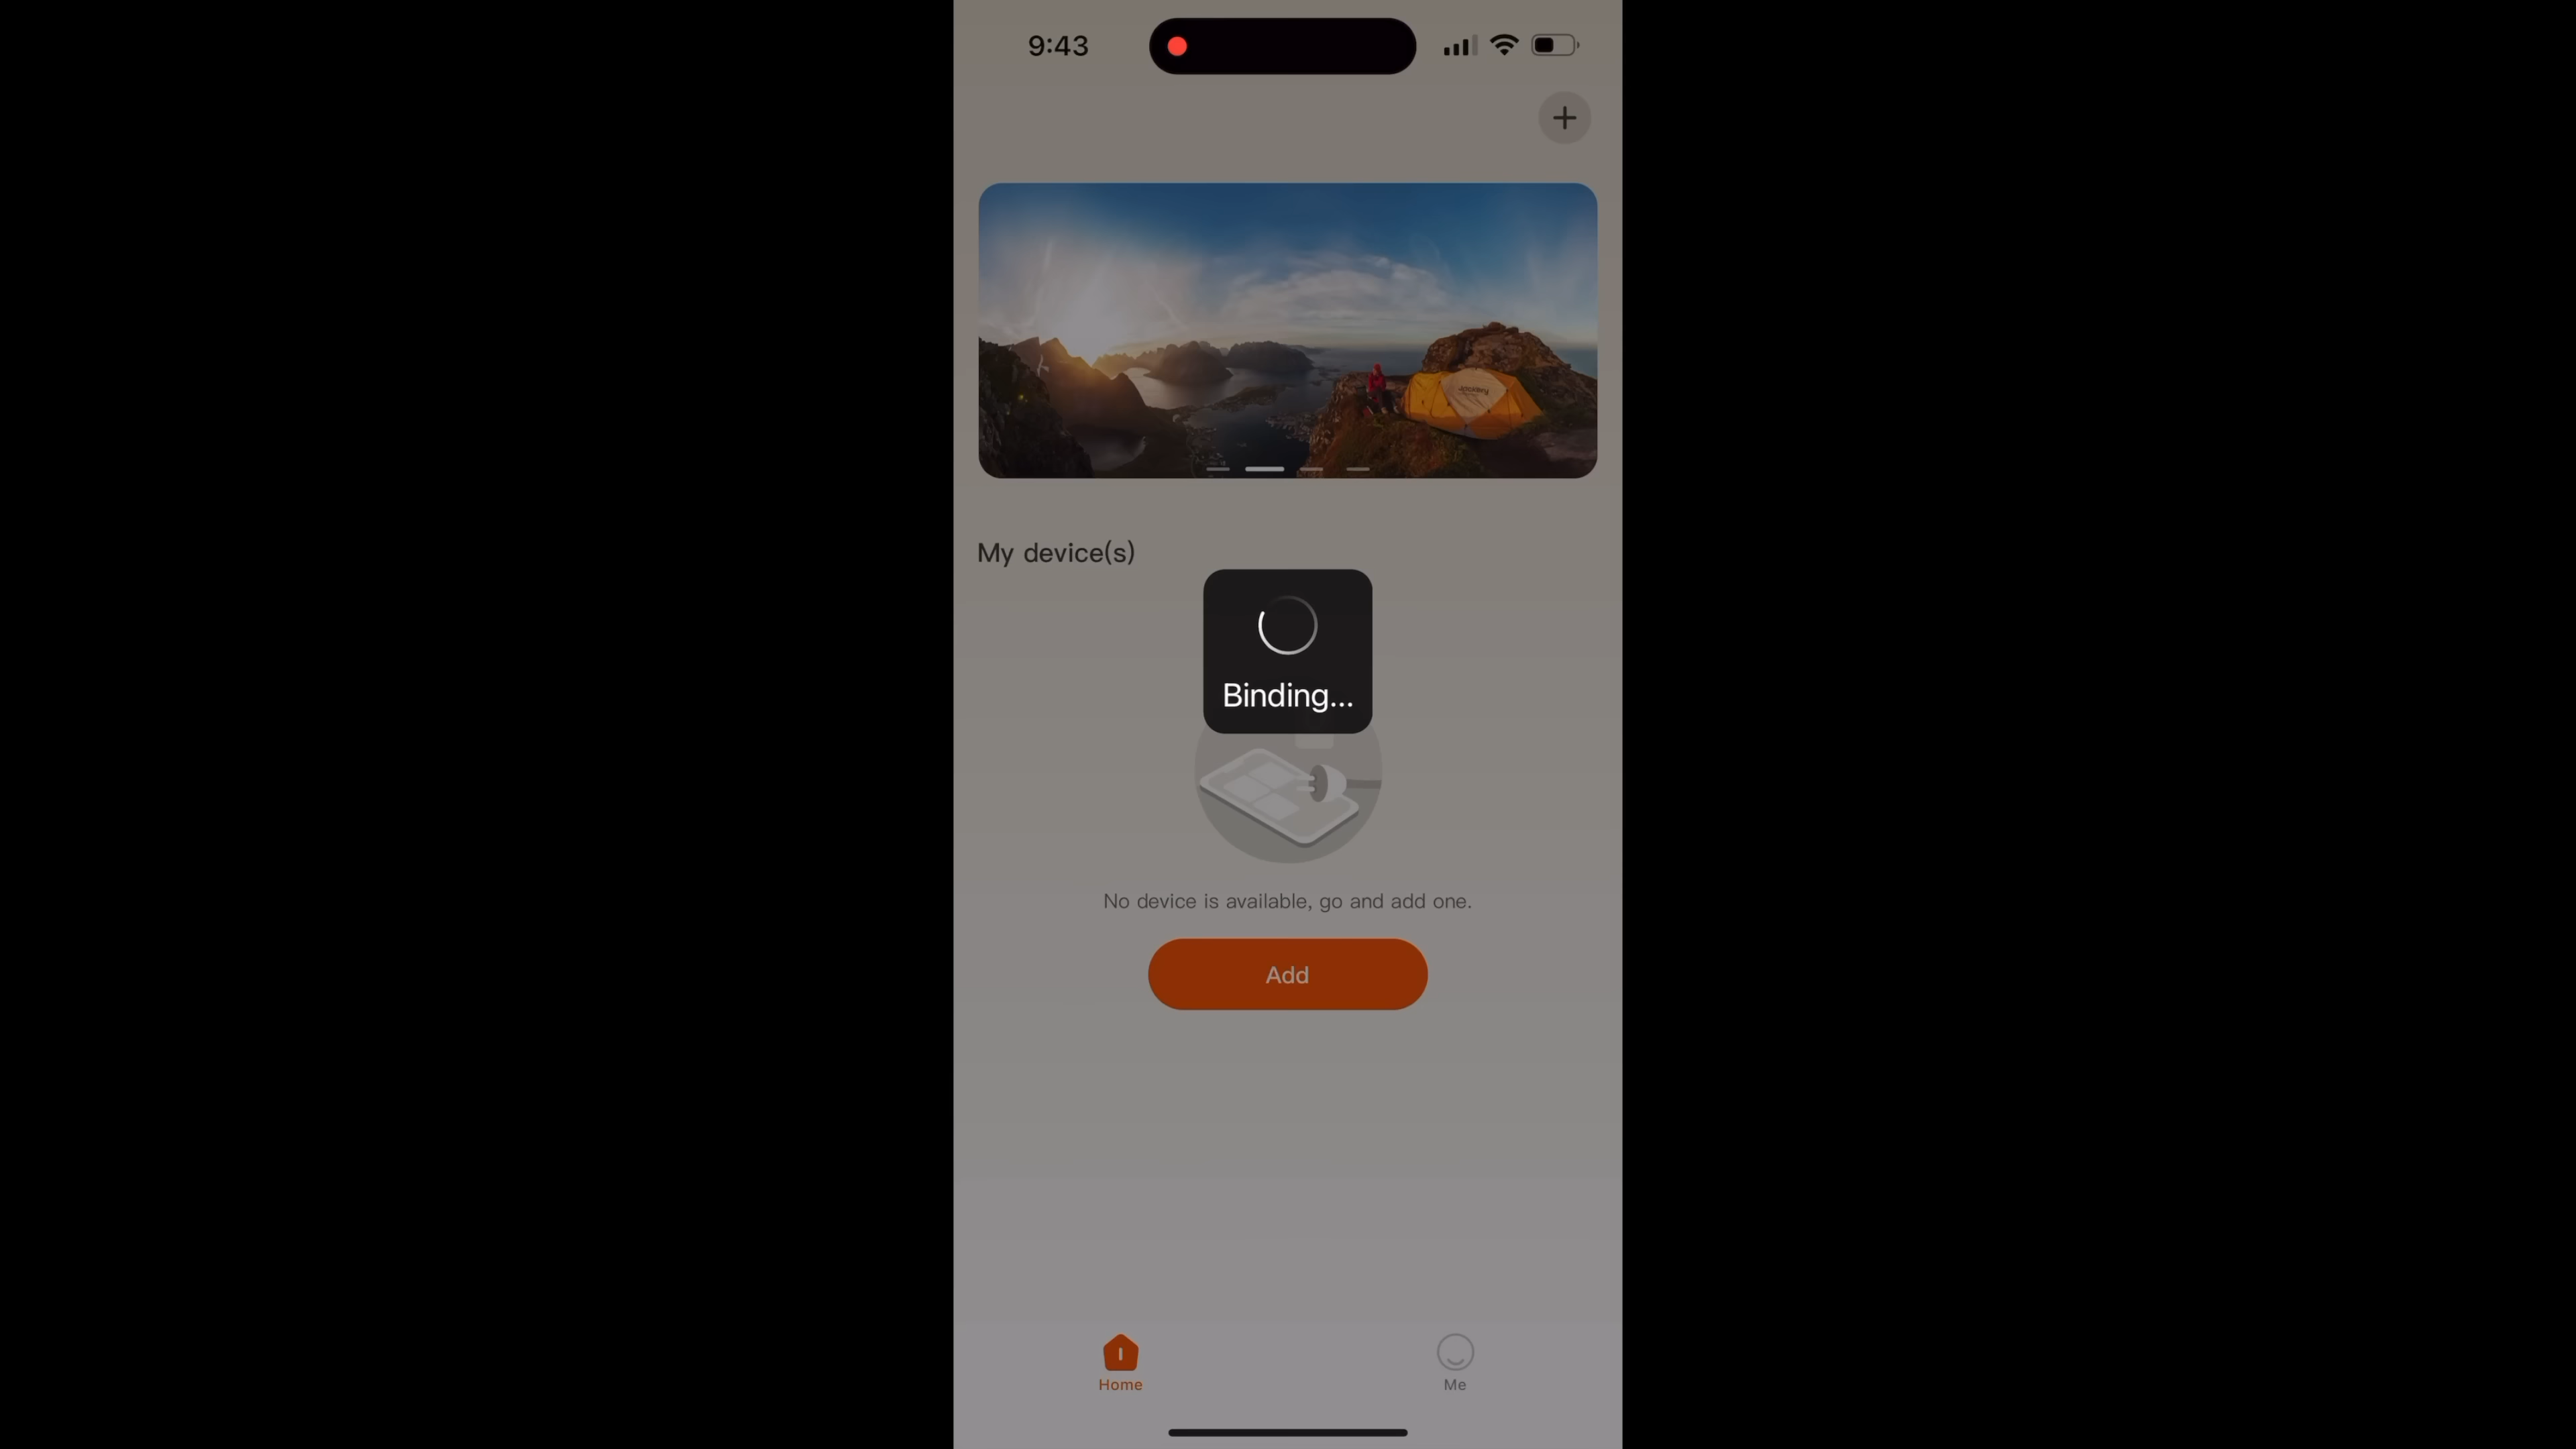 9:43
My device(s)
Binding...
No device is available, go and add one.
Add
Home
Me